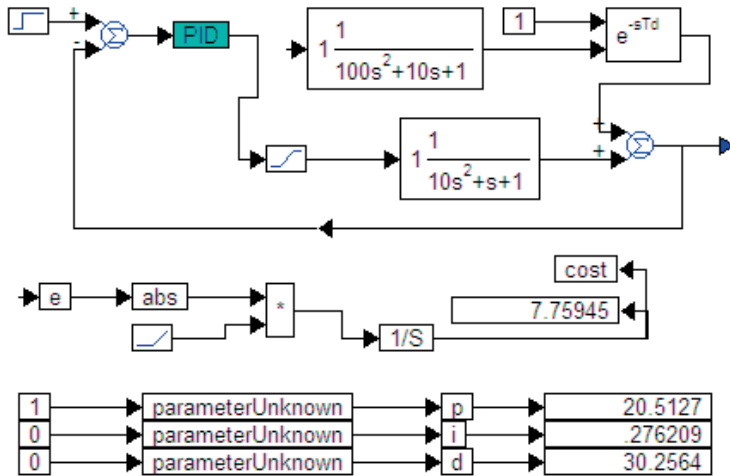 +
-
Σ
PID
1 1
100s²+10s+1
1
e^-sTd
+
+
Σ
1 1
10s²+s+1
e
abs
*
1/S
cost
7.75945
1 parameterUnknown p 20.5127
0 parameterUnknown i .276209
0 parameterUnknown d 30.2564